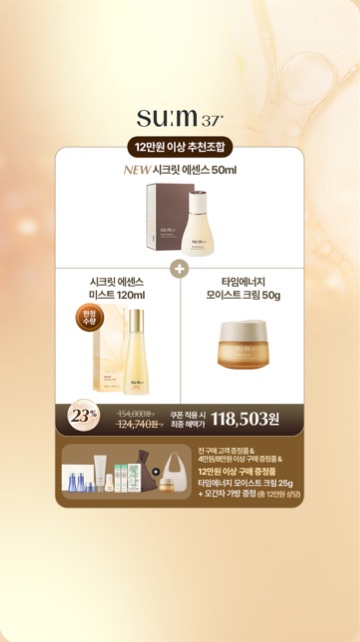 su:m 37°
12만원 이상 추천조합
NEW 시크릿 에센스 50ml
시크릿 에센스
미스트 120ml
타임에너지
모이스트 크림 50g
한정
수량
23%
154,000원
124,740원
쿠폰 적용 시
최종 혜택가
118,503원
전 구매 고객 증정품 &
4만원/8만원 이상 구매 증정품 &
12만원 이상 구매 증정품
타임에너지 모이스트 크림 25g
+ 오간자 가방 증정 (총 12만원 상당)